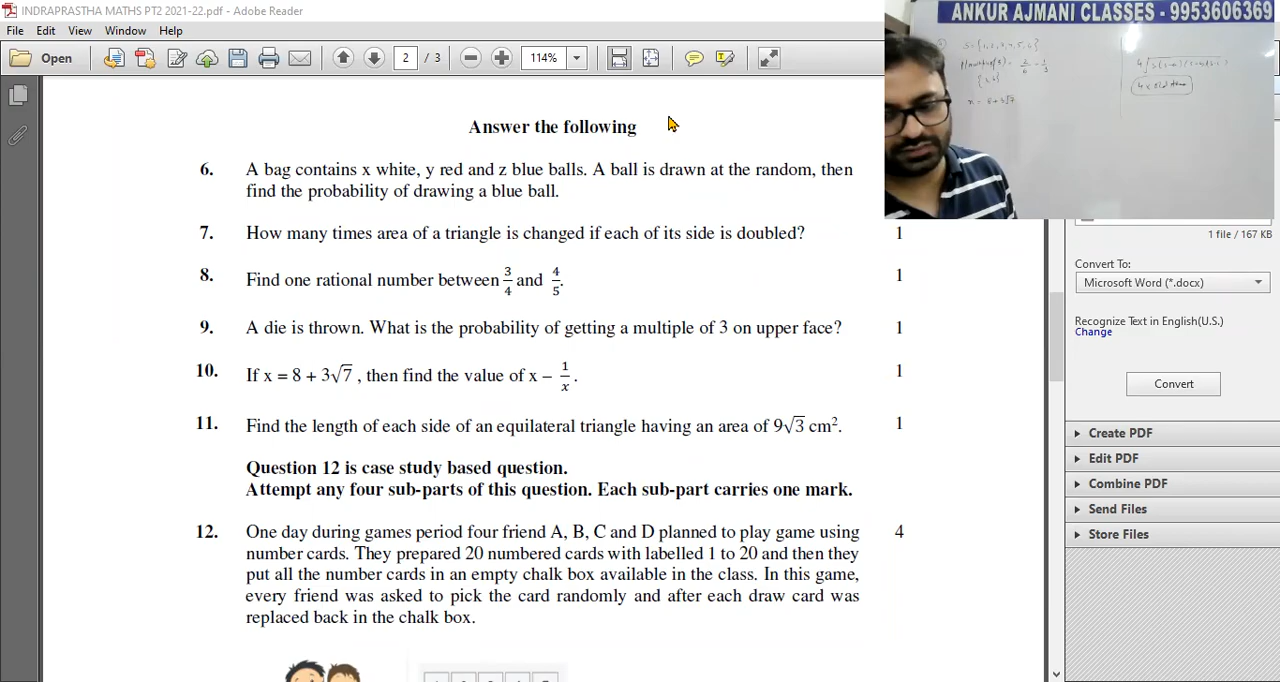 INDRAPRASTHA MATHS PT2 2021-22.pdf - Adobe Reader
File Edit View Window Help
Open 2 / 3 114%
ANKUR AJMANI CLASSES - 9953606369
Answer the following
6. A bag contains x white, y red and z blue balls. A ball is drawn at the random, then
find the probability of drawing a blue ball.
7. How many times area of a triangle is changed if each of its side is doubled? 1
8. Find one rational number between 3/4 and 4/5. 1
9. A die is thrown. What is the probability of getting a multiple of 3 on upper face? 1
10. If x = 8 + 3√7 , then find the value of x – 1/x . 1
11. Find the length of each side of an equilateral triangle having an area of 9√3 cm². 1
Question 12 is case study based question.
Attempt any four sub-parts of this question. Each sub-part carries one mark.
12. One day during games period four friend A, B, C and D planned to play game using 4
number cards. They prepared 20 numbered cards with labelled 1 to 20 and then they
put all the number cards in an empty chalk box available in the class. In this game,
every friend was asked to pick the card randomly and after each draw card was
replaced back in the chalk box.
1 file / 167 KB
Convert To:
Microsoft Word (*.docx)
Recognize Text in English(U.S.)
Change
Convert
Create PDF
Edit PDF
Combine PDF
Send Files
Store Files